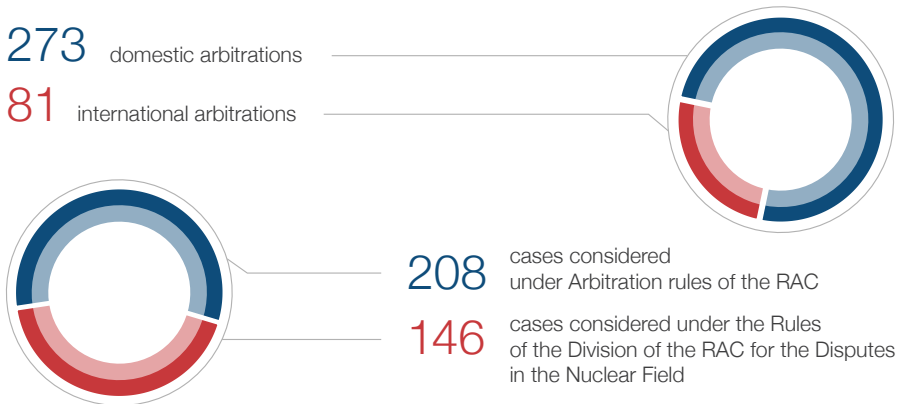 273 domestic arbitrations
81 international arbitrations
208 cases considered
under Arbitration rules of the RAC
146 cases considered under the Rules
of the Division of the RAC for the Disputes
in the Nuclear Field